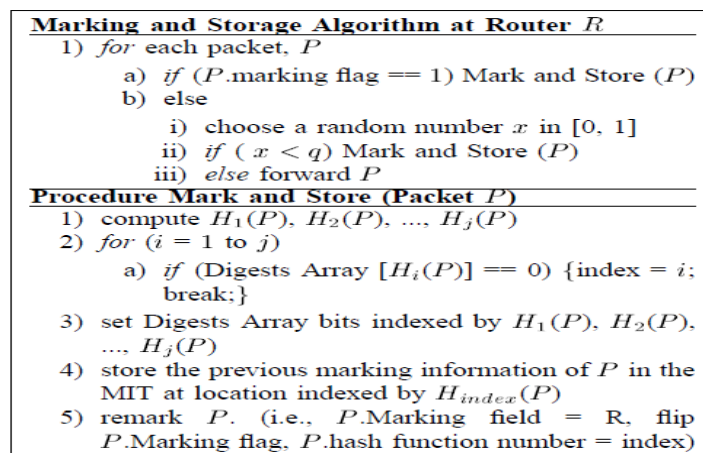 Marking and Storage Algorithm at Router R
1) for each packet, P
a) if (P.marking flag == 1) Mark and Store (P)
b) else
i) choose a random number x in [0, 1]
ii) if ( x < q) Mark and Store (P)
iii) else forward P
Procedure Mark and Store (Packet P)
1) compute H₁(P), H₂(P), ..., Hⱼ(P)
2) for (i = 1 to j)
a) if (Digests Array [Hᵢ(P)] == 0) {index = i;
break;}
3) set Digests Array bits indexed by H₁(P), H₂(P),
..., Hⱼ(P)
4) store the previous marking information of P in the
MIT at location indexed by H_index(P)
5) remark P. (i.e., P.Marking field = R, flip
P.Marking flag, P.hash function number = index)